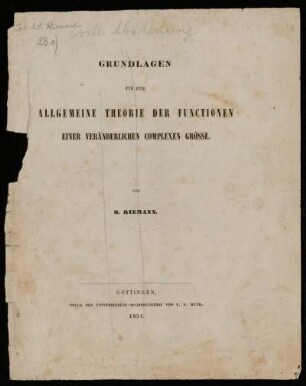 GRUNDLAGEN
FÜR EINE
ALLGEMEINE THEORIE DER FUNCTIONEN
EINER VERÄNDERLICHEN COMPLEXEN GRÖSSE.
VON
B. RIEMANN.
GÖTTINGEN,
1851.